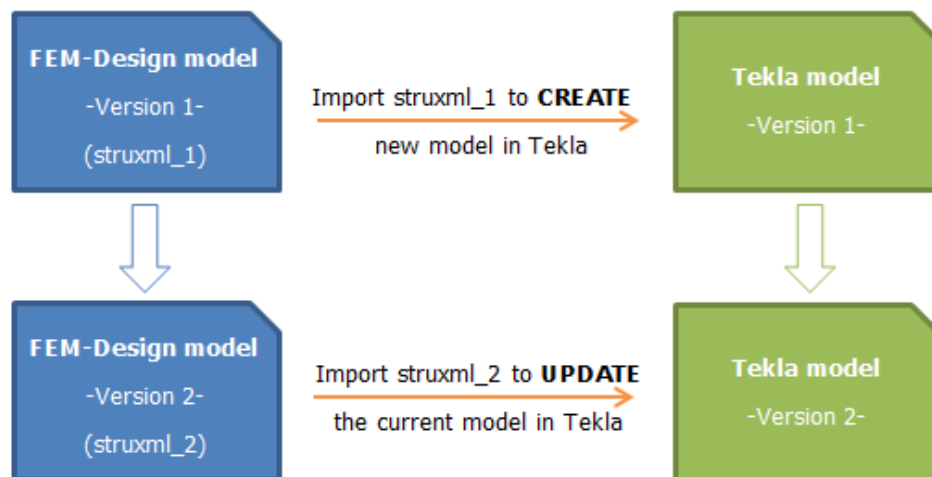 FEM-Design model
-Version 1-
(struxml_1)
Import struxml_1 to CREATE
new model in Tekla
Tekla model
-Version 1-
FEM-Design model
-Version 2-
(struxml_2)
Import struxml_2 to UPDATE
the current model in Tekla
Tekla model
-Version 2-